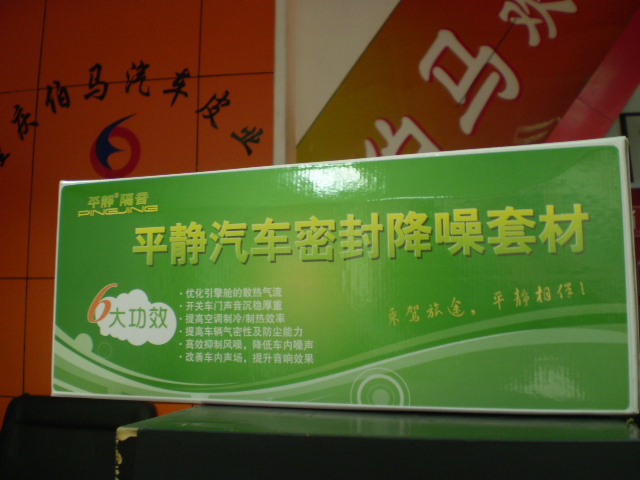 庆伯马汽车
伯马
平静®隔音
PINGJING
平静汽车密封降噪套材
6大功效
·优化引擎舱的散热气流
·开关车门声音沉稳厚重
·提高空调制冷/制热效率
·提高车辆气密性及防尘能力
·高效抑制风噪，降低车内噪声
·改善车内声场，提升音响效果
乘驾旅途，平静相伴！